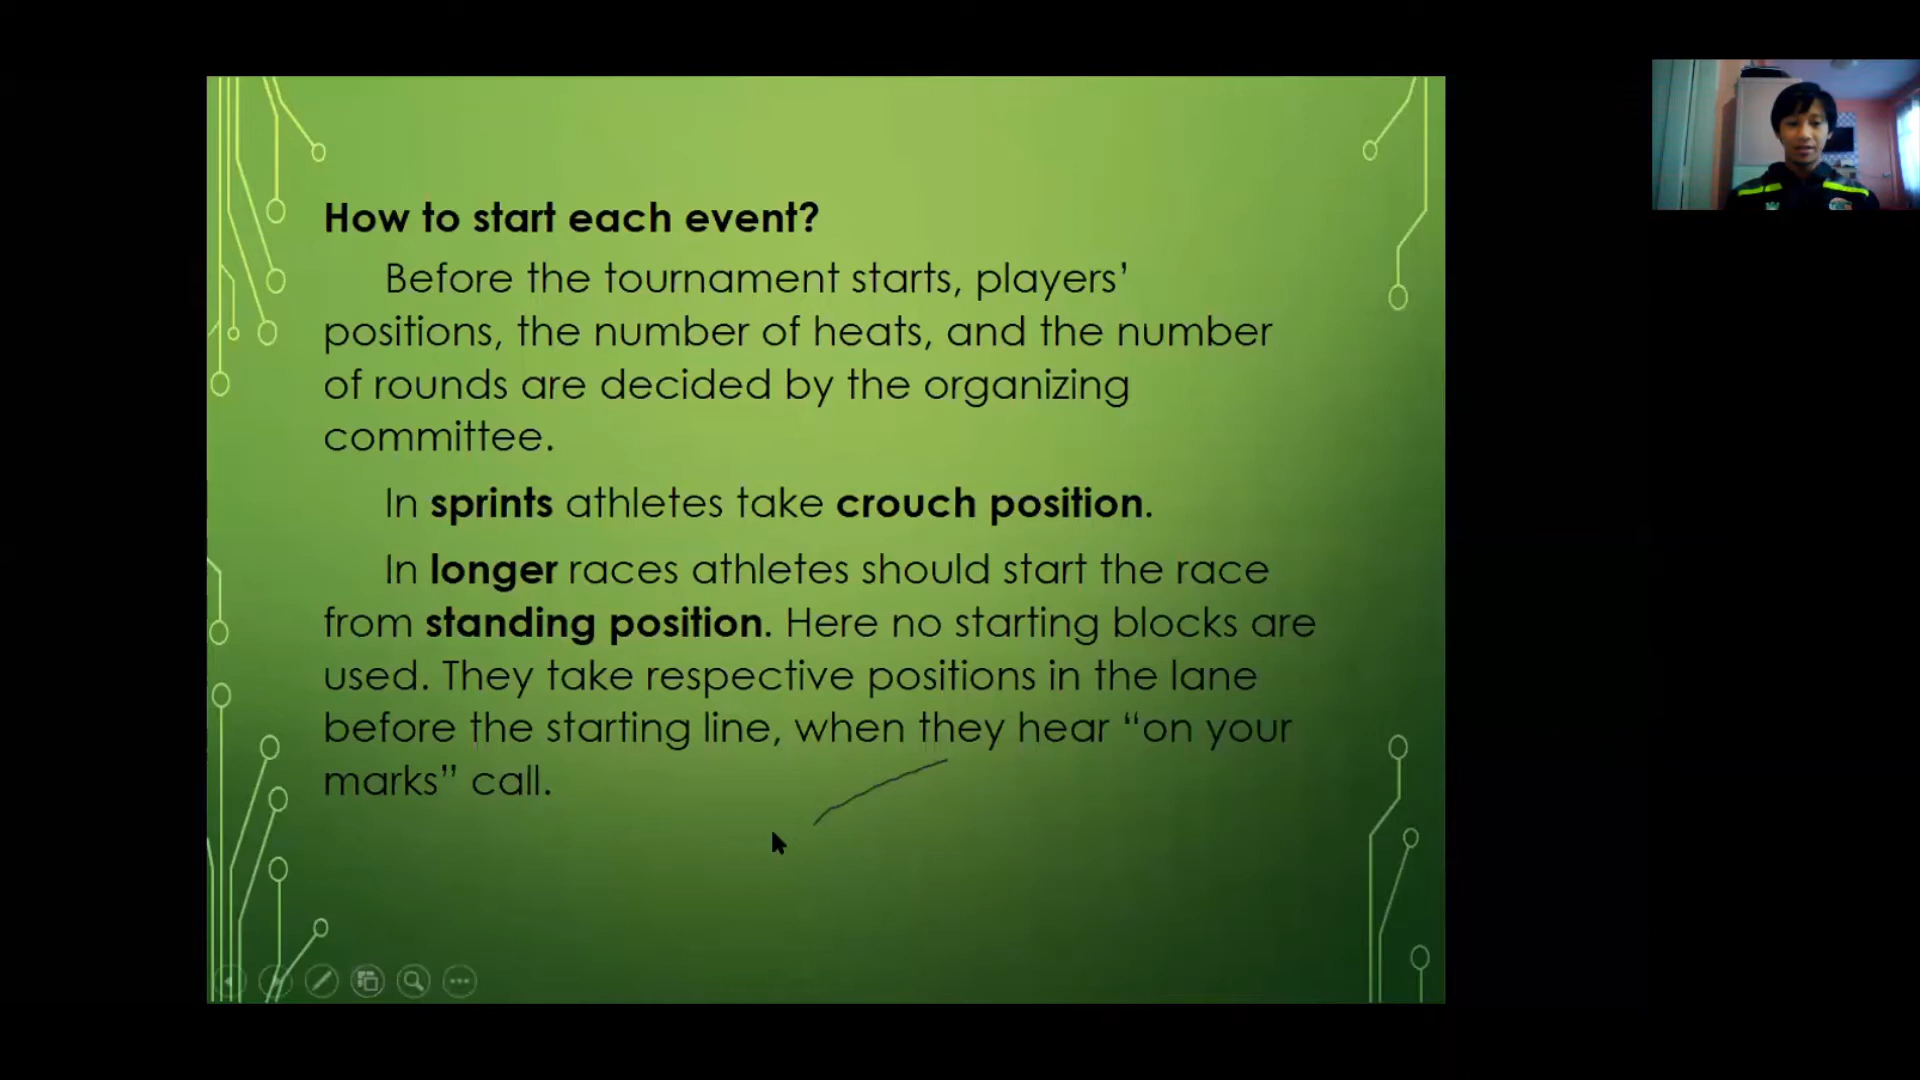 How to start each event?
Before the tournament starts, players’
positions, the number of heats, and the number
of rounds are decided by the organizing
committee.
In sprints athletes take crouch position.
In longer races athletes should start the race
from standing position. Here no starting blocks are
used. They take respective positions in the lane
before the starting line, when they hear “on your
marks” call.